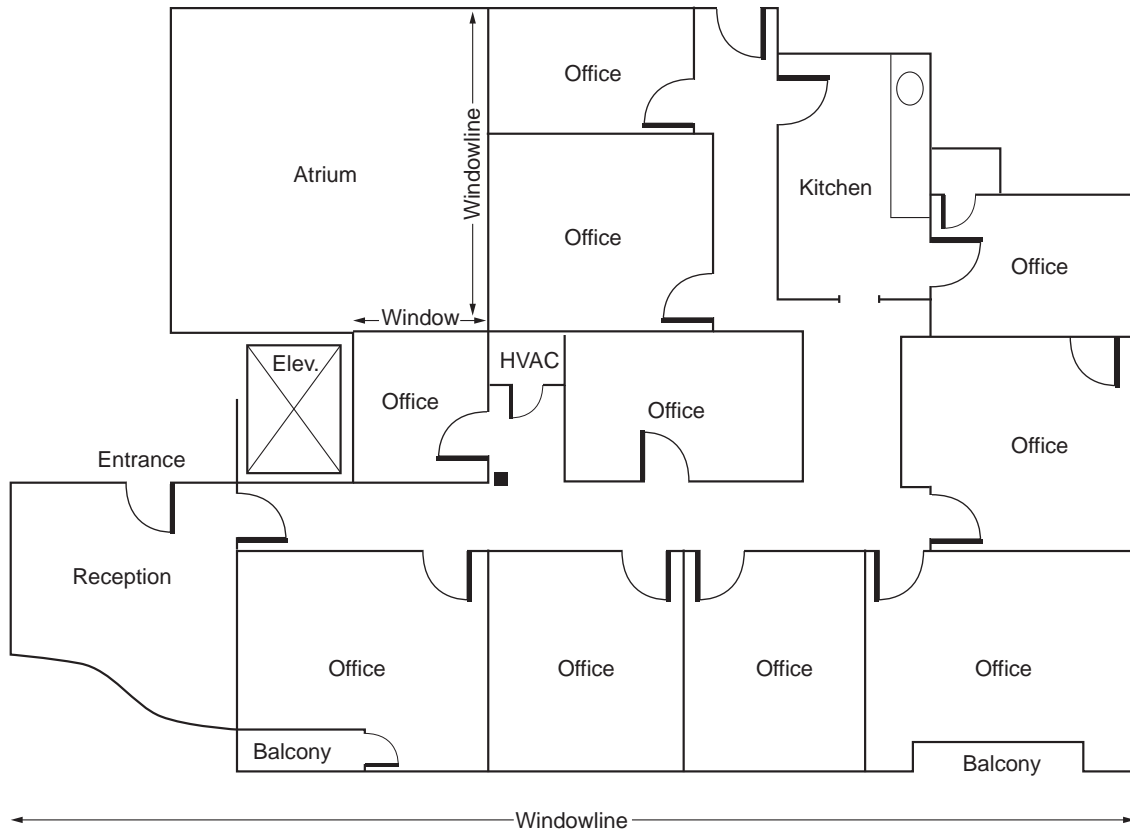 Office
Windowline
Atrium
Kitchen
Office
Office
Window
Elev.
HVAC
Office
Office
Office
Entrance
Reception
Office
Office
Office
Office
Balcony
Balcony
Windowline